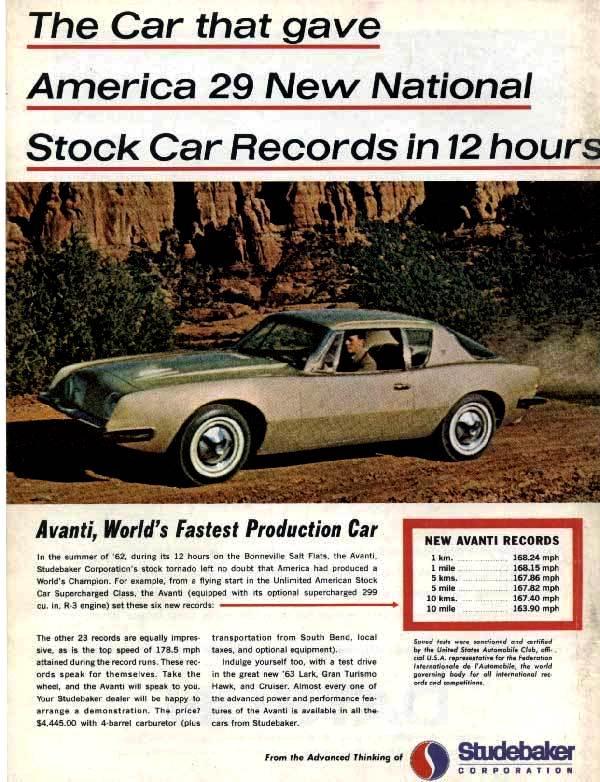 The Car that gave
America 29 New National
Stock Car Records in 12 hours
Avanti, World's Fastest Production Car
In the summer of '62, during its 12 hours on the Bonneville Salt Flats, the Avanti,
Studebaker Corporation's stock tornado left no doubt that America had produced a
World's Champion. For example, from a flying start in the Unlimited American Stock
Car Supercharged Class, the Avanti (equipped with its optional supercharged 299
cu. in. R-3 engine) set these six new records:
NEW AVANTI RECORDS
1 km. .............. 168.24 mph
1 mile .............. 168.15 mph
5 kms. .............. 167.86 mph
5 mile .............. 167.82 mph
10 kms. .............. 167.40 mph
10 mile .............. 163.90 mph
Speed tests were sanctioned and certified
by the United States Automobile Club, offi-
cial U.S.A. representative for the Federation
Internationale de l'Automobile, the world
governing body for all international rec-
ords and competitions.
The other 23 records are equally impres-
sive, as is the top speed of 178.5 mph
attained during the record runs. These rec-
ords speak for themselves. Take the
wheel, and the Avanti will speak to you.
Your Studebaker dealer will be happy to
arrange a demonstration. The price?
$4,445.00 with 4-barrel carburetor (plus
transportation from South Bend, local
taxes, and optional equipment).
Indulge yourself too, with a test drive
in the great new '63 Lark, Gran Turismo
Hawk, and Cruiser. Almost every one of
the advanced power and performance fea-
tures of the Avanti is available in all the
cars from Studebaker.
From the Advanced Thinking of
S
Studebaker
CORPORATION